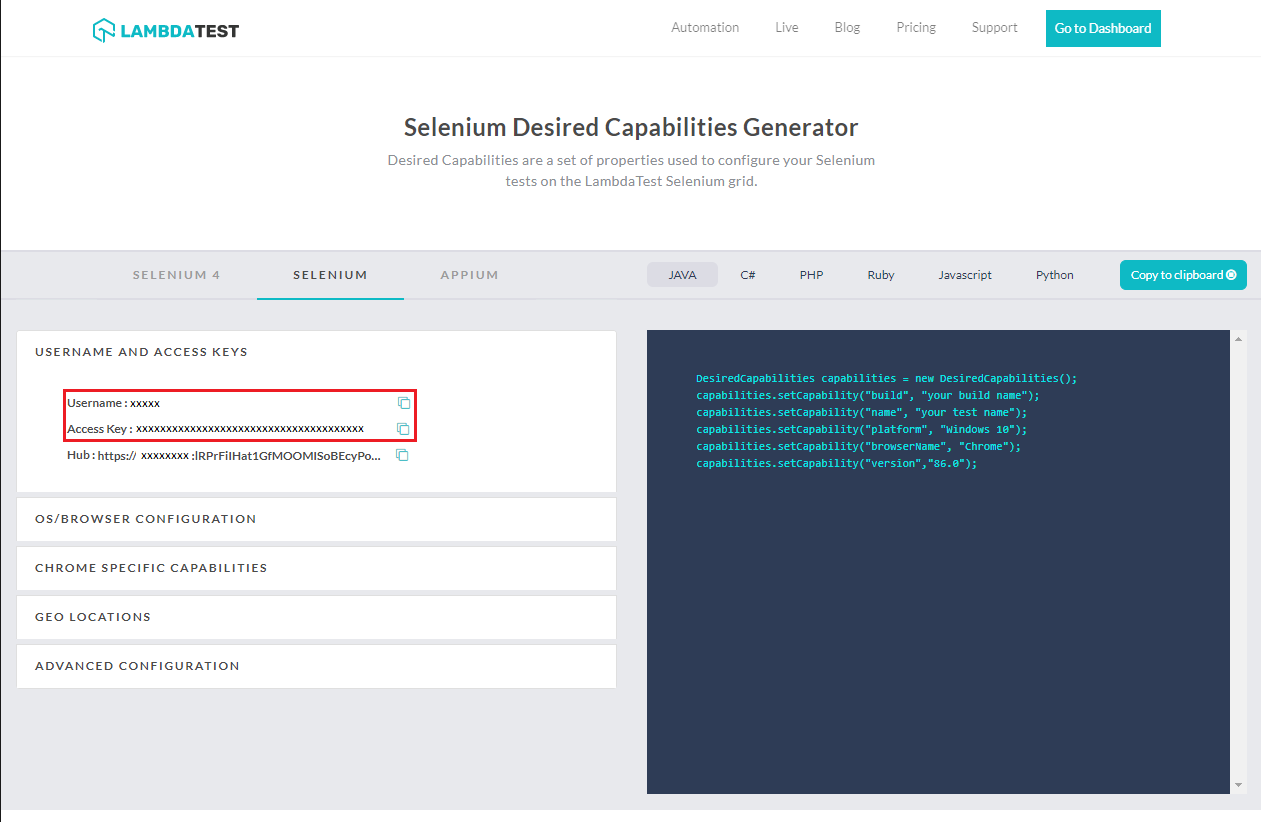 LAMBDATEST
Automation Live Blog Pricing Support Go to Dashboard
Selenium Desired Capabilities Generator
Desired Capabilities are a set of properties used to configure your Selenium
tests on the LambdaTest Selenium grid.
SELENIUM 4 SELENIUM APPIUM JAVA C# PHP Ruby Javascript Python Copy to clipboard
USERNAME AND ACCESS KEYS
Username : xxxxx
Access Key : xxxxxxxxxxxxxxxxxxxxxxxxxxxxxxxxxxxxxx
Hub : https:// xxxxxxxx :lRPrFilHat1GfMOOMISoBEcyPo...
OS/BROWSER CONFIGURATION
CHROME SPECIFIC CAPABILITIES
GEO LOCATIONS
ADVANCED CONFIGURATION
DesiredCapabilities capabilities = new DesiredCapabilities();
capabilities.setCapability("build", "your build name");
capabilities.setCapability("name", "your test name");
capabilities.setCapability("platform", "Windows 10");
capabilities.setCapability("browserName", "Chrome");
capabilities.setCapability("version","86.0");